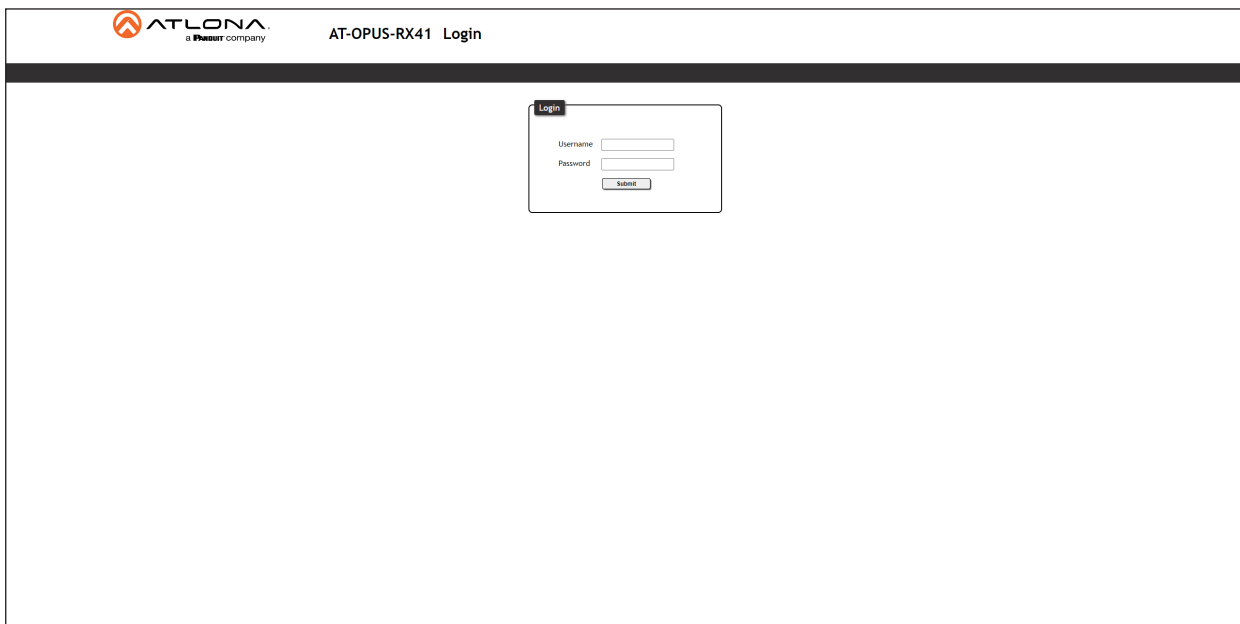 ATLONA.
a PANDUIT company
AT-OPUS-RX41 Login
Login
Username
Password
Submit